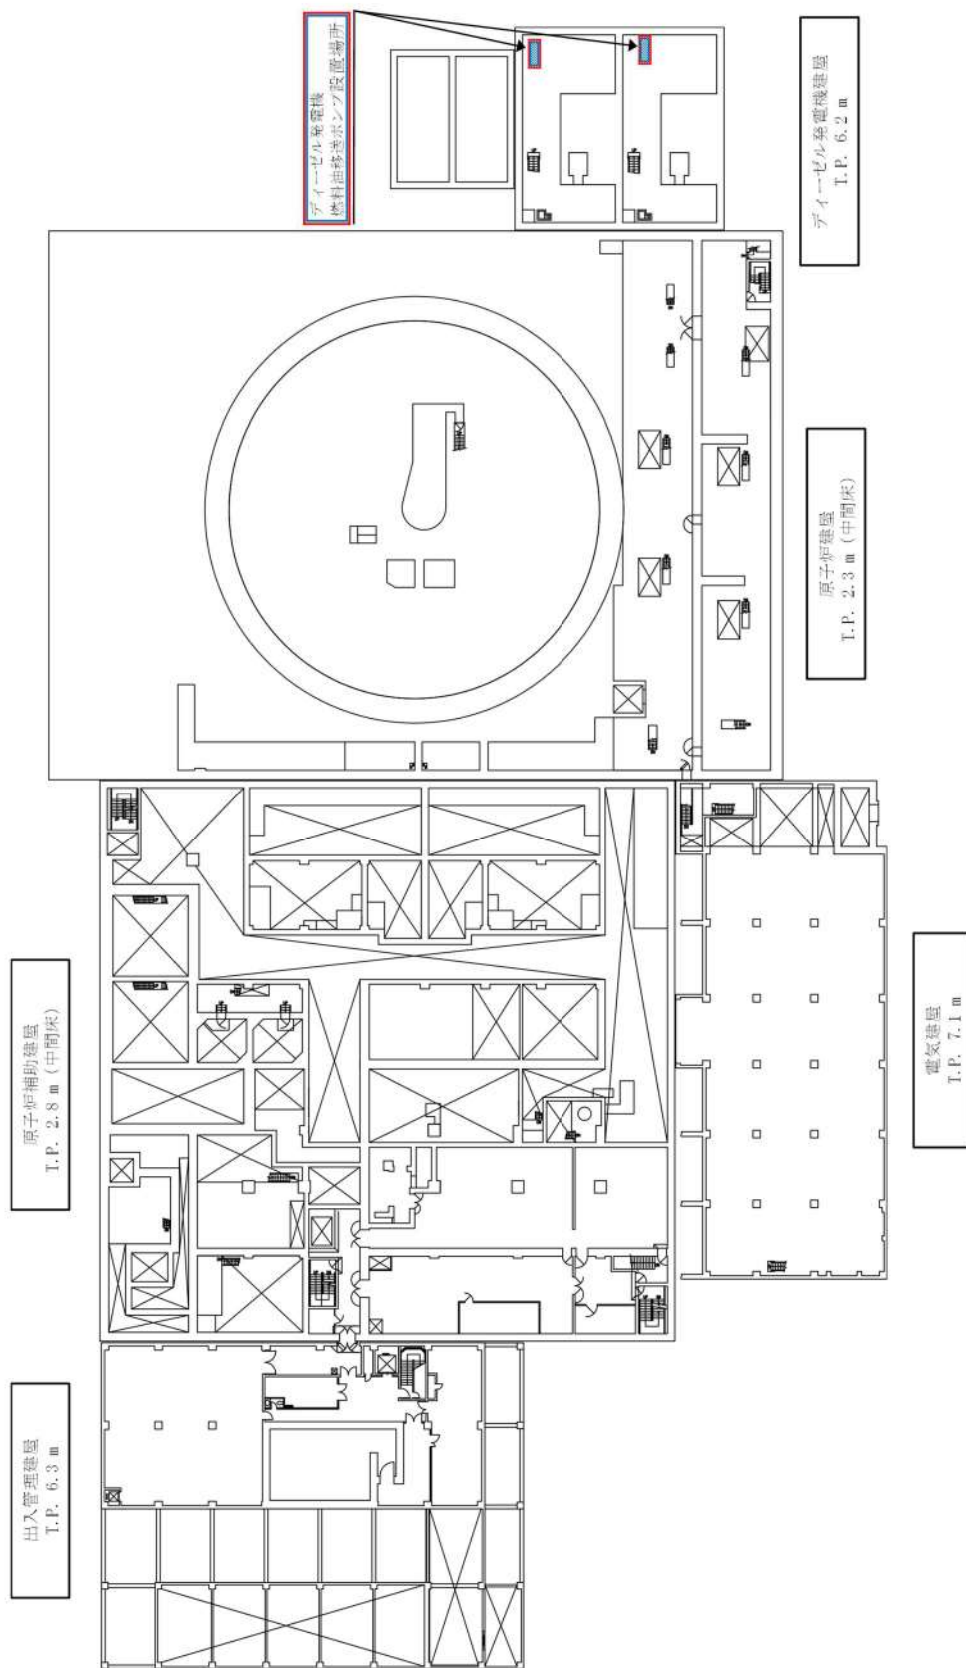 ディーゼル発電機
燃料油移送ポンプ設置場所
ディーゼル発電機建屋
T.P. 6.2 m
原子炉建屋
T.P. 2.3 m (中間床)
原子炉補助建屋
T.P. 2.8 m (中間床)
電気建屋
T.P. 7.1 m
出入管理建屋
T.P. 6.3 m